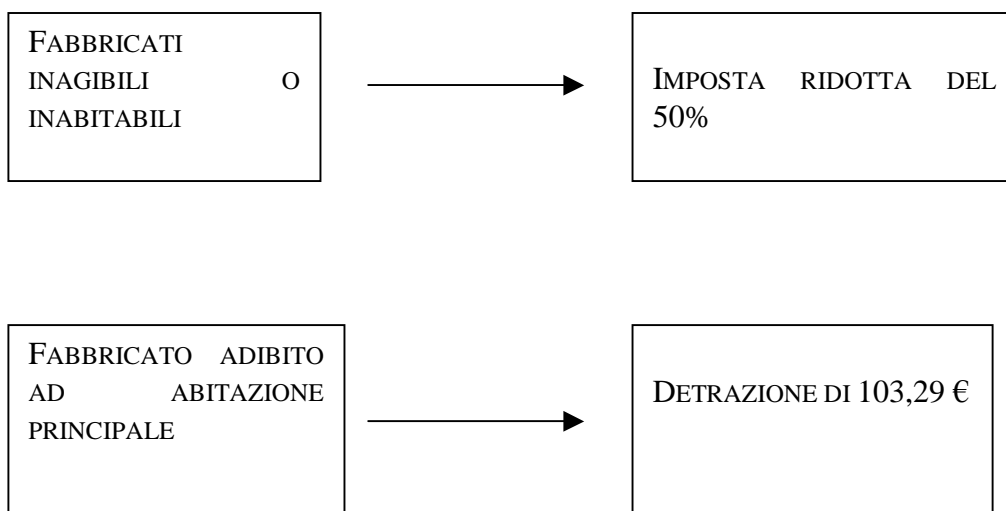 FABBRICATI
INAGIBILI O
INABITABILI
IMPOSTA RIDOTTA DEL
50%
FABBRICATO ADIBITO
AD ABITAZIONE
PRINCIPALE
DETRAZIONE DI 103,29 €